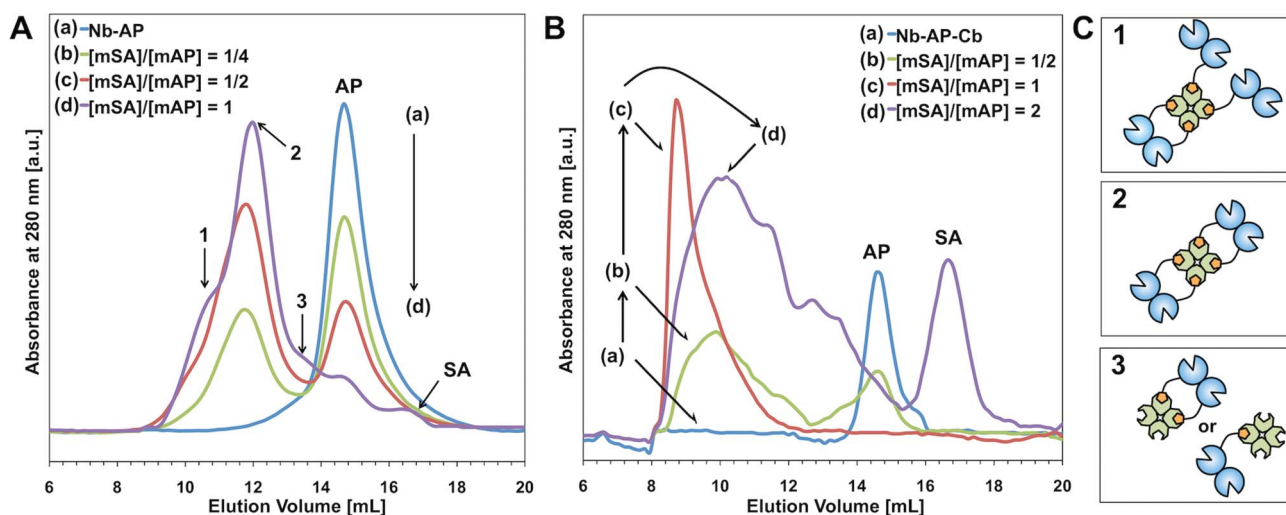 A
(a) Nb-AP
(b) [mSA]/[mAP] = 1/4
(c) [mSA]/[mAP] = 1/2
(d) [mSA]/[mAP] = 1
AP
(a)
2
1
3
(d)
SA
Absorbance at 280 nm [a.u.]
8 10 12 14 16 18 20
Elution Volume [mL]
B
(a) Nb-AP-Cb
(b) [mSA]/[mAP] = 1/2
(c) [mSA]/[mAP] = 1
(d) [mSA]/[mAP] = 2
(c)
(d)
(b)
(a)
AP
SA
Absorbance at 280 nm [a.u.]
6 8 10 12 14 16 18 20
Elution Volume [mL]
C
1
2
3
or